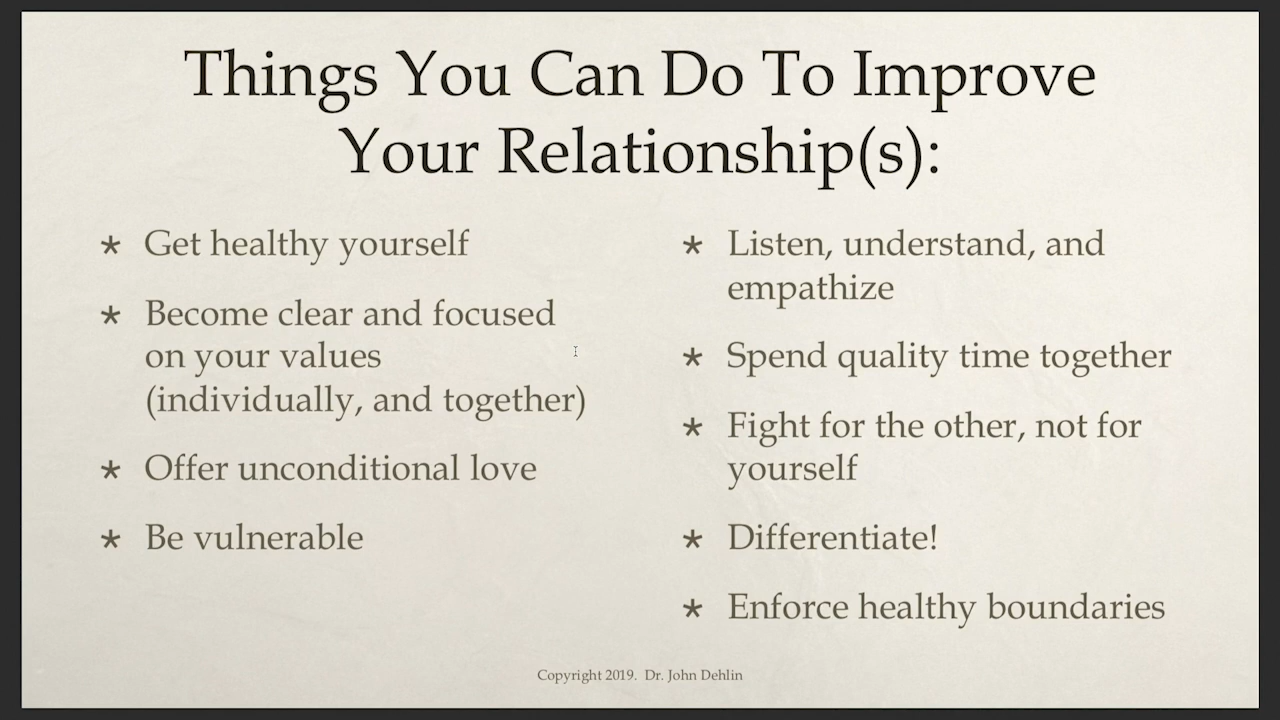 Things You Can Do To Improve
Your Relationship(s):
* Get healthy yourself
* Become clear and focused
on your values
(individually, and together)
* Offer unconditional love
* Be vulnerable
* Listen, understand, and
empathize
* Spend quality time together
* Fight for the other, not for
yourself
* Differentiate!
* Enforce healthy boundaries
Copyright 2019. Dr. John Dehlin